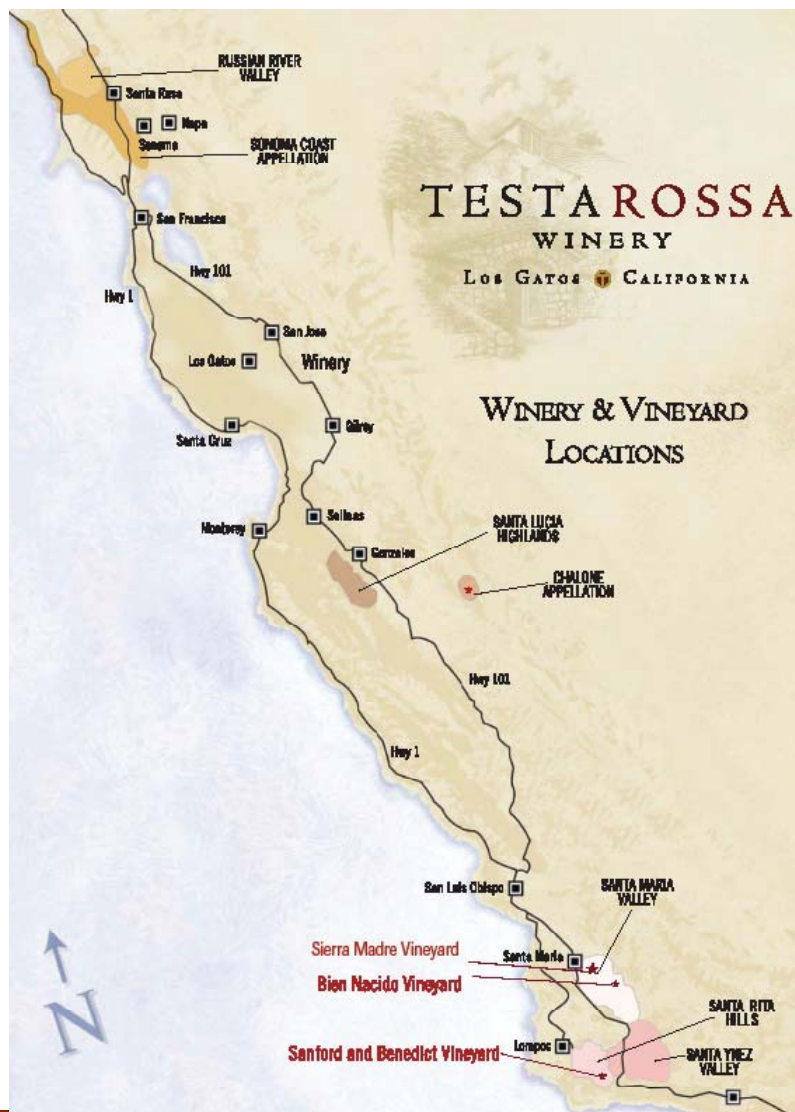 RUSSIAN RIVER
VALLEY
Santa Rosa
Napa
Sonoma
SONOMA COAST
APPELLATION
TESTAROSSA
WINERY
LOS GATOS CALIFORNIA
San Francisco
Hwy 101
Hwy 1
San Jose
Los Gatos
Winery
WINERY & VINEYARD
LOCATIONS
Santa Cruz
Gilroy
Salinas
Monterey
SANTA LUCIA
HIGHLANDS
Gonzales
CHALONE
APPELLATION
Hwy 101
Hwy 1
San Luis Obispo
SANTA MARIA
VALLEY
Sierra Madre Vineyard
Santa Maria
Bien Nacido Vineyard
SANTA RITA
HILLS
Lompoc
Sanford and Benedict Vineyard
SANTA YNEZ
VALLEY
N